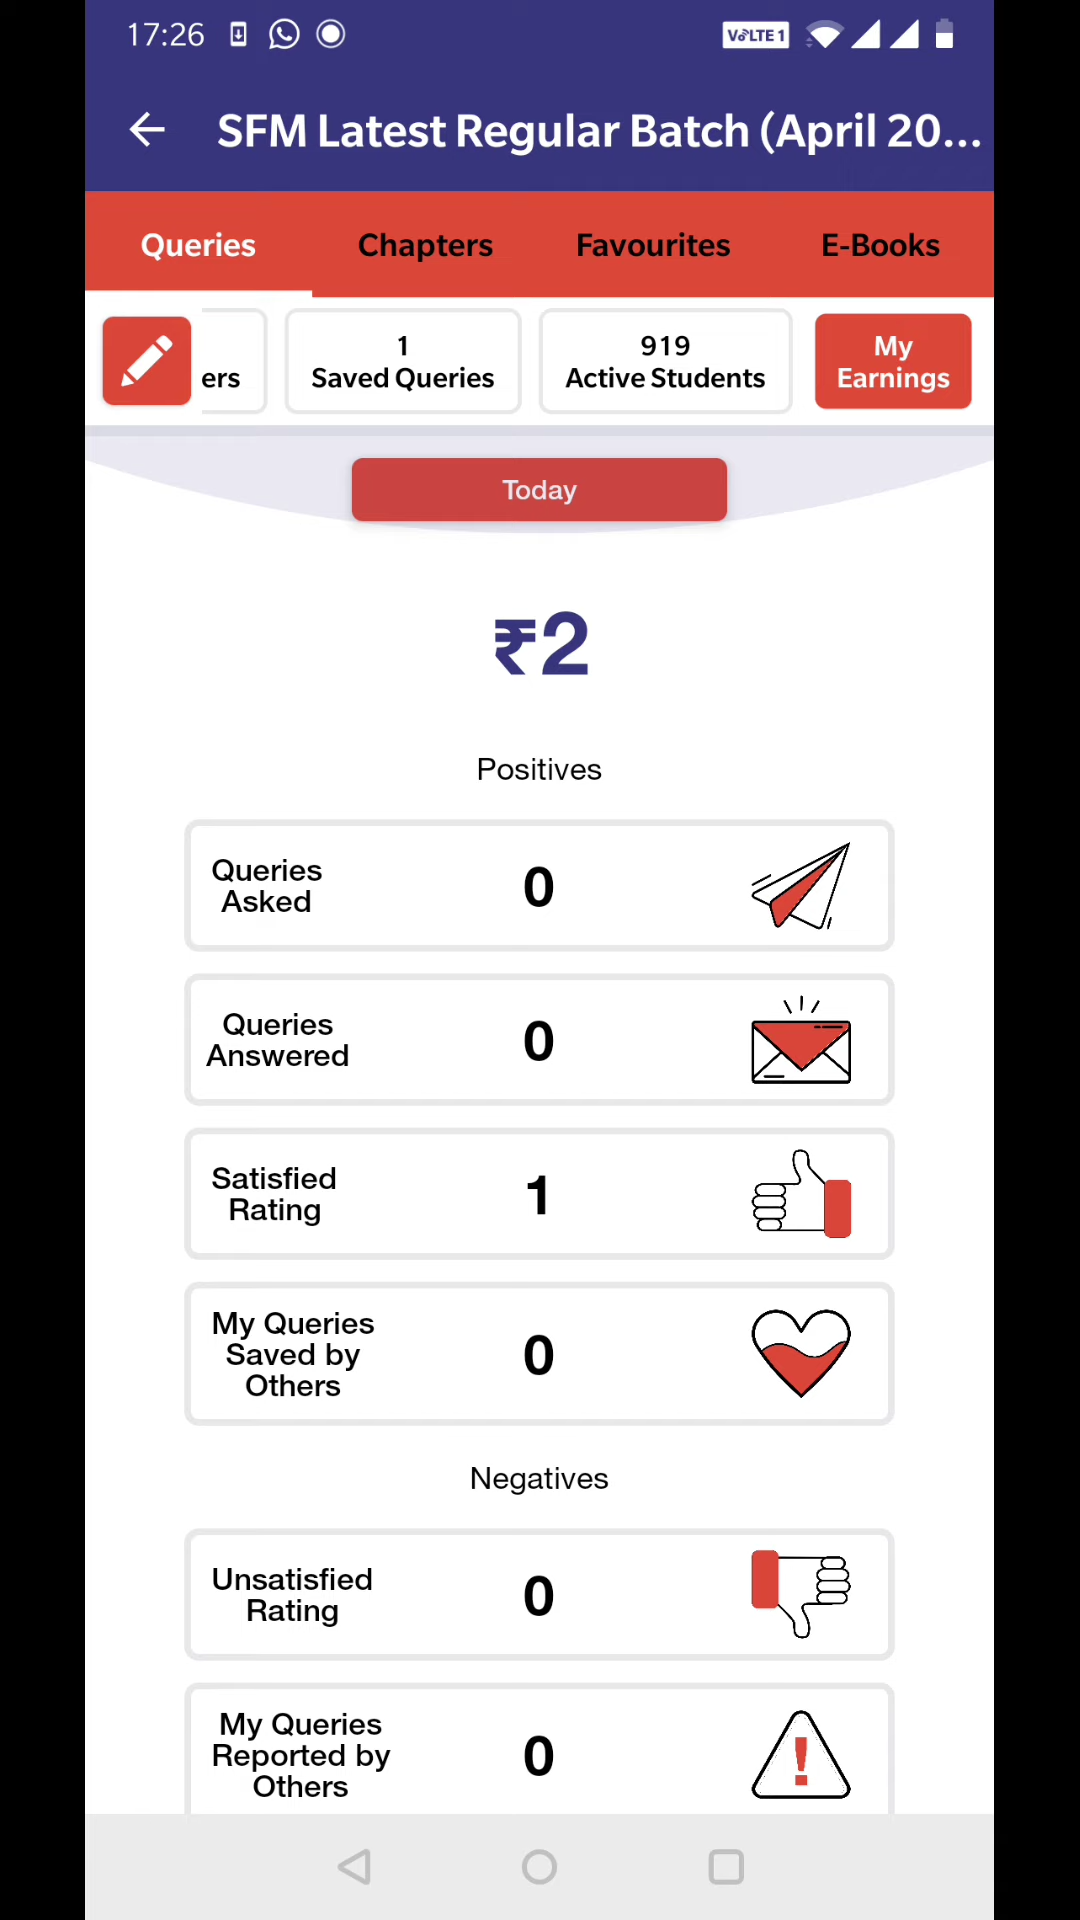 17:26
VoLTE 1
SFM Latest Regular Batch (April 20...
Queries
Chapters
Favourites
E-Books
ers
1
Saved Queries
919
Active Students
My
Earnings
Today
₹2
Positives
Queries
Asked
0
Queries
Answered
0
Satisfied
Rating
1
My Queries
Saved by
Others
0
Negatives
Unsatisfied
Rating
0
My Queries
Reported by
Others
0